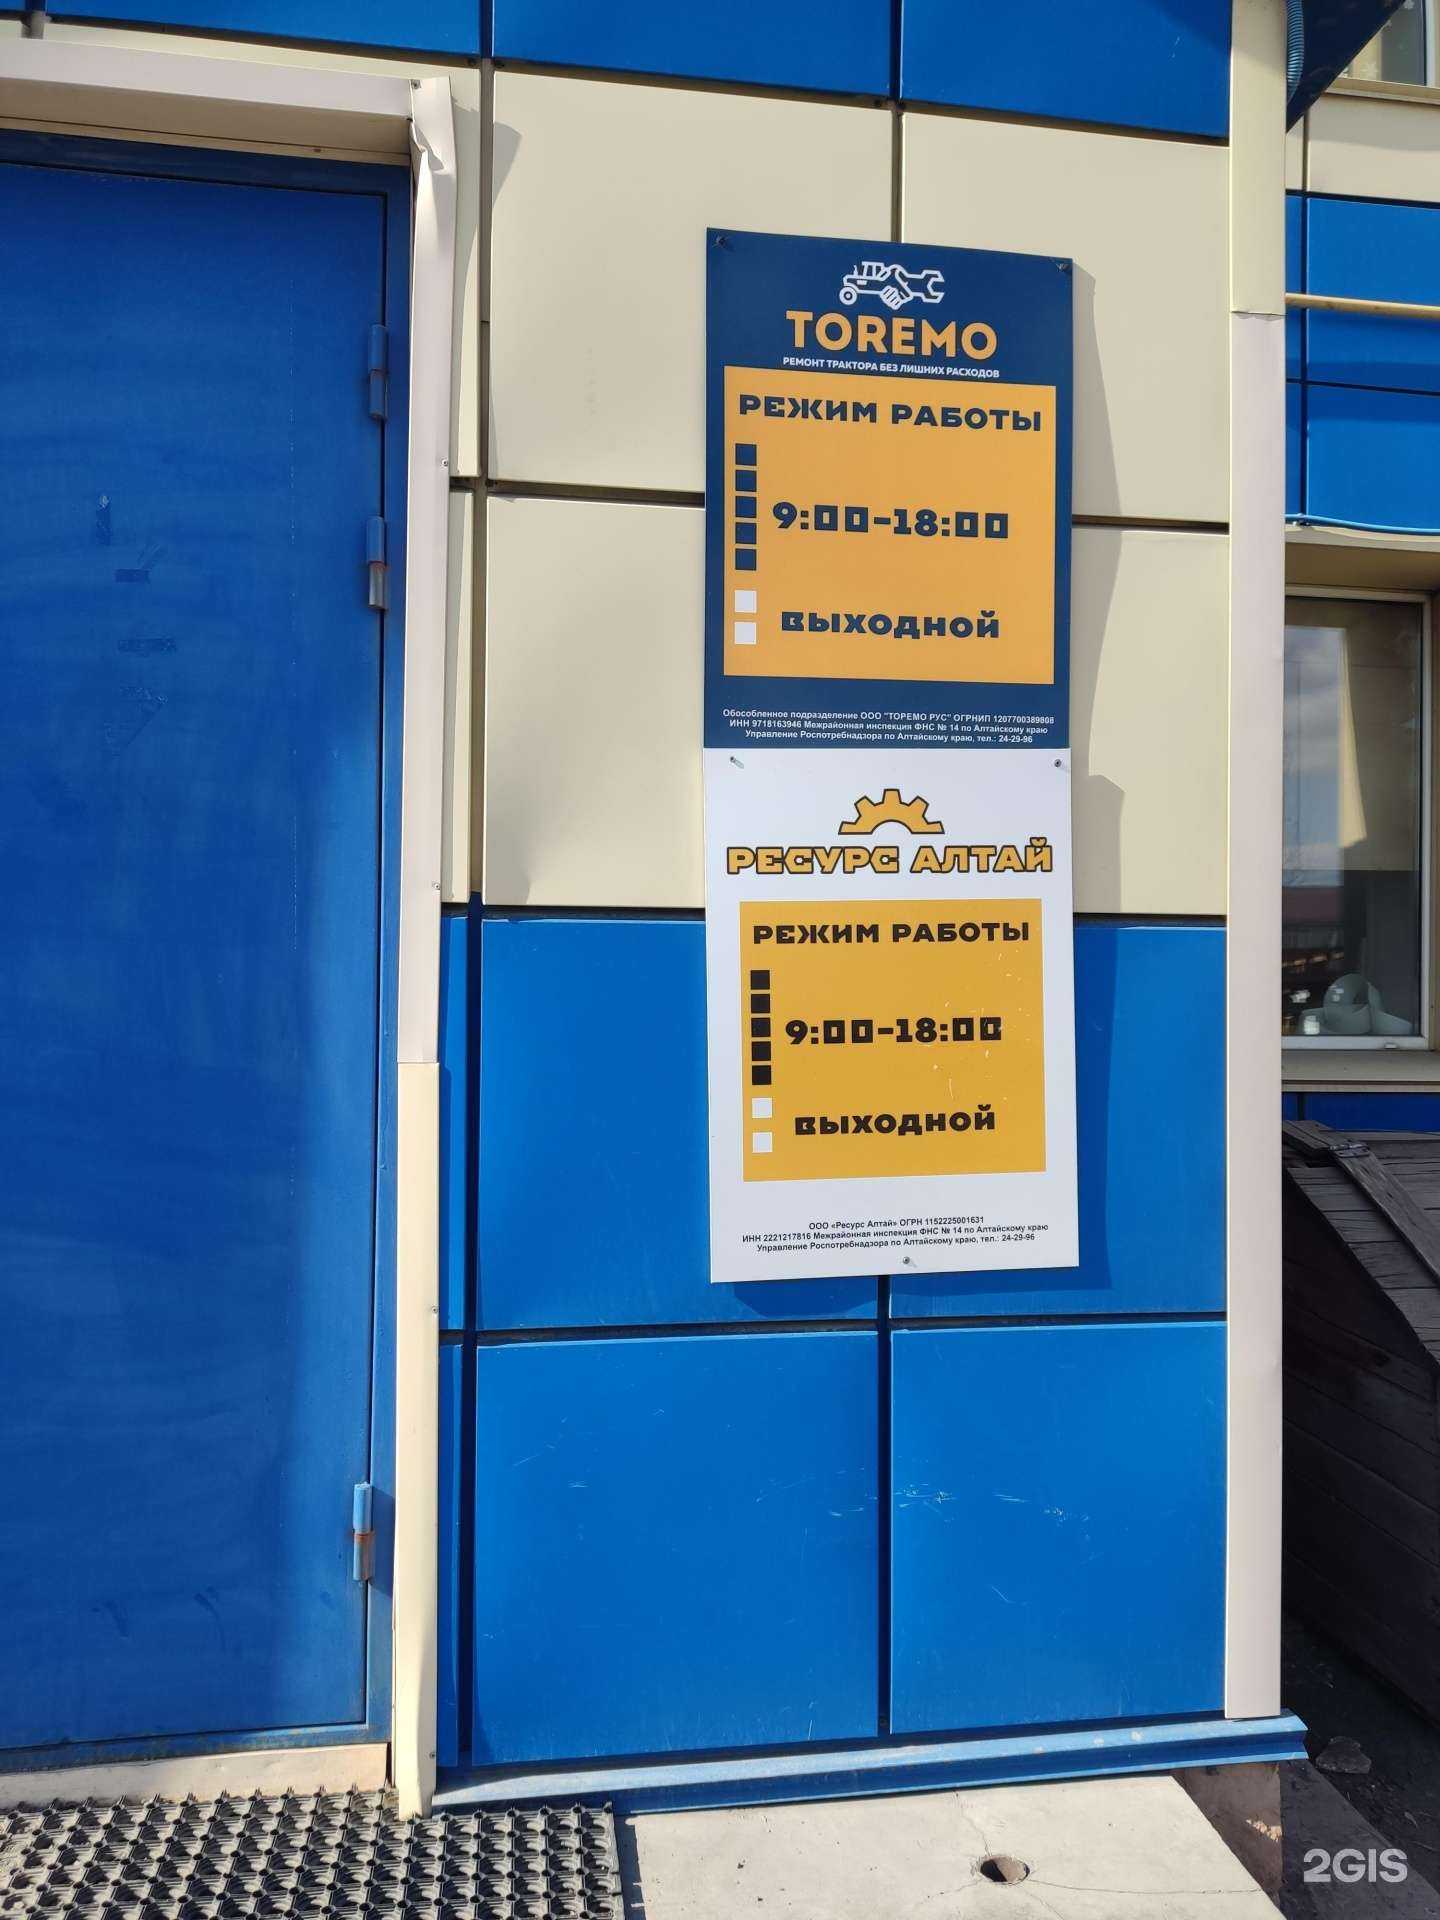 TOREMO
РЕМОНТ ТРАКТОРА БЕЗ ЛИШНИХ РАСХОДОВ
РЕЖИМ РАБОТЫ
9:00-18:00
ВЫХОДНОЙ
Обособленное подразделение ООО "ТОРЕМО РУС" ОГРНИП 1207700389808
ИНН 9718163946 Межрайонная инспекция ФНС № 14 по Алтайскому краю
Управление Роспотребнадзора по Алтайскому краю, тел.: 24-29-96
РЕСУРС АЛТАЙ
РЕЖИМ РАБОТЫ
9:00-18:00
ВЫХОДНОЙ
ООО «Ресурс Алтай» ОГРН 1152225001631
ИНН 2221217816 Межрайонная инспекция ФНС № 14 по Алтайскому краю
Управление Роспотребнадзора по Алтайскому краю, тел.: 24-29-96
2GIS